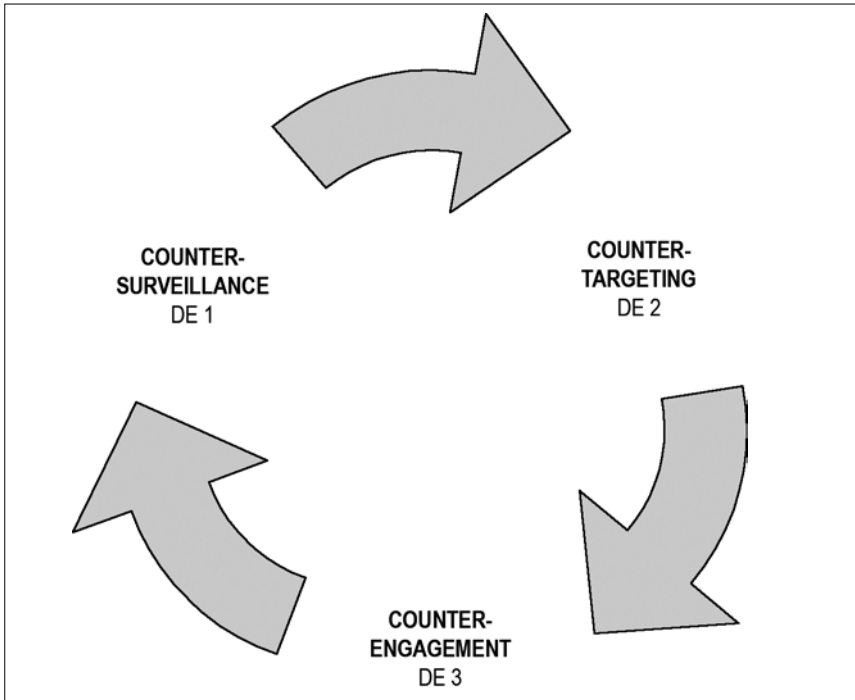 COUNTER-
SURVEILLANCE
DE 1
COUNTER-
TARGETING
DE 2
COUNTER-
ENGAGEMENT
DE 3